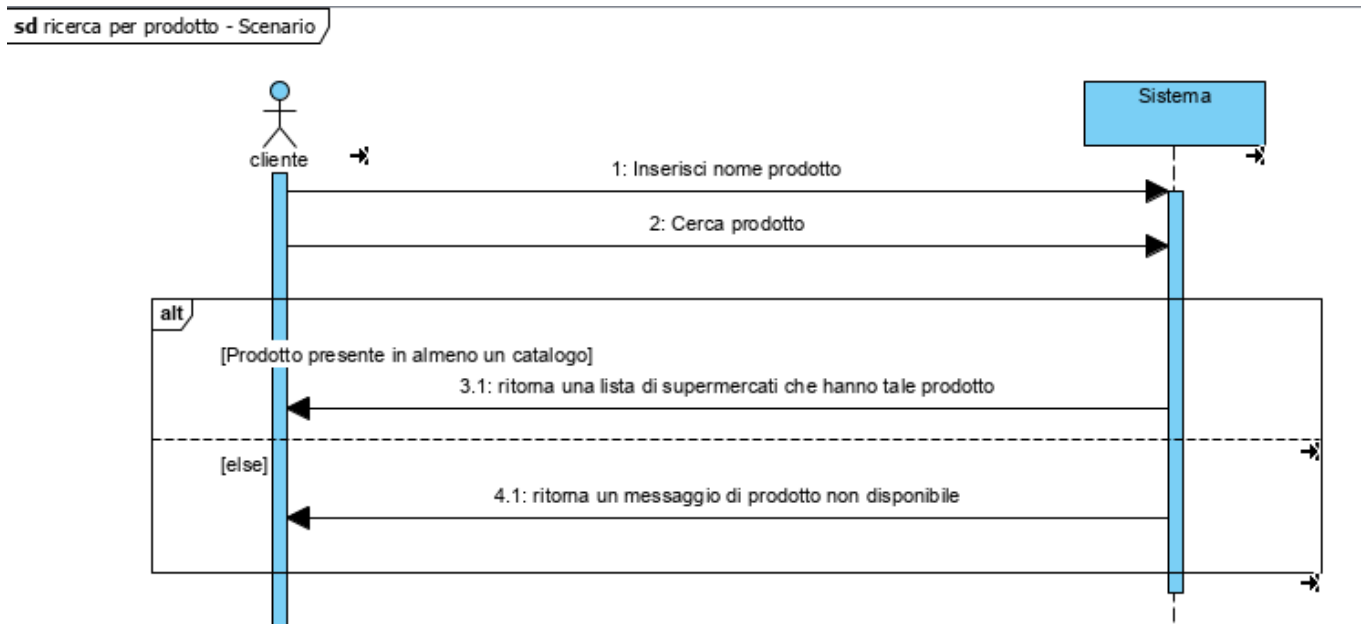 sd ricerca per prodotto - Scenario
cliente
Sistema
1: Inserisci nome prodotto
2: Cerca prodotto
alt
[Prodotto presente in almeno un catalogo]
3.1: ritorna una lista di supermercati che hanno tale prodotto
[else]
4.1: ritorna un messaggio di prodotto non disponibile